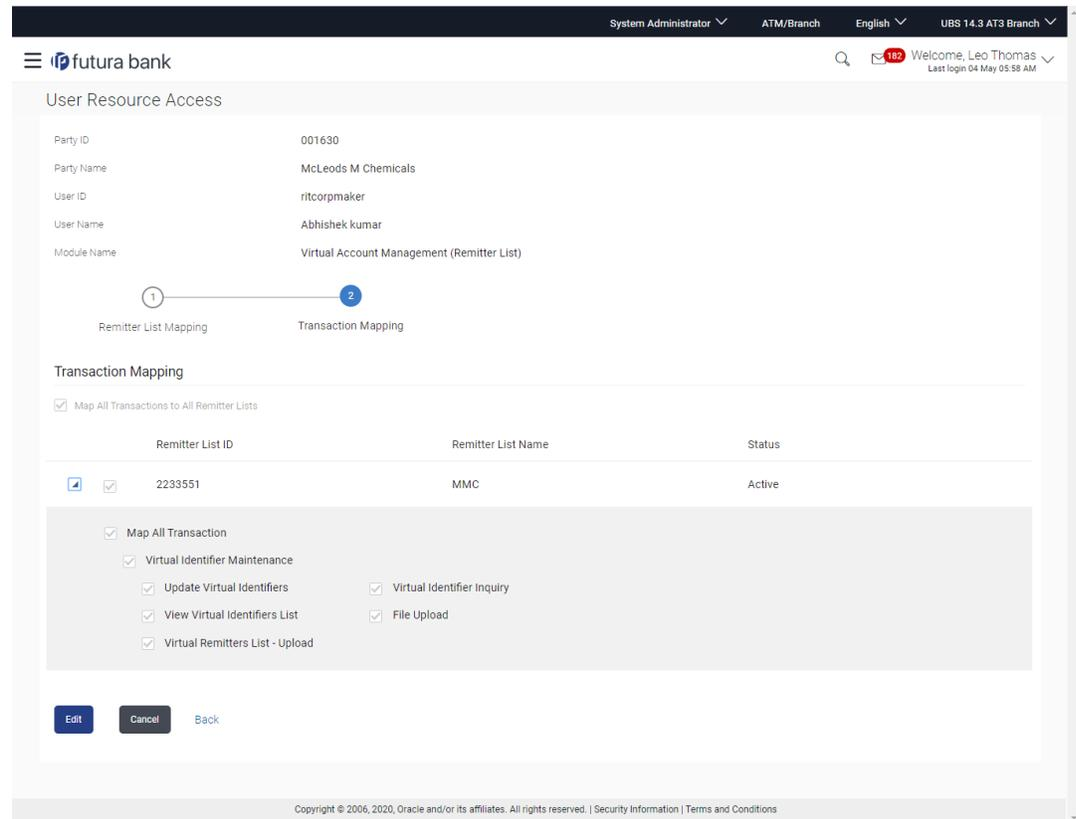 System Administrator ATM/Branch English UBS 14.3 AT3 Branch
futura bank 182 Welcome, Leo Thomas
Last login 04 May 05:58 AM
User Resource Access
Party ID 001630
Party Name McLeods M Chemicals
User ID ritcorpmaker
User Name Abhishek kumar
Module Name Virtual Account Management (Remitter List)
1 2
Remitter List Mapping Transaction Mapping
Transaction Mapping
Map All Transactions to All Remitter Lists
Remitter List ID Remitter List Name Status
2233551 MMC Active
Map All Transaction
Virtual Identifier Maintenance
Update Virtual Identifiers Virtual Identifier Inquiry
View Virtual Identifiers List File Upload
Virtual Remitters List - Upload
Edit Cancel Back
Copyright © 2006, 2020, Oracle and/or its affiliates. All rights reserved. | Security Information | Terms and Conditions